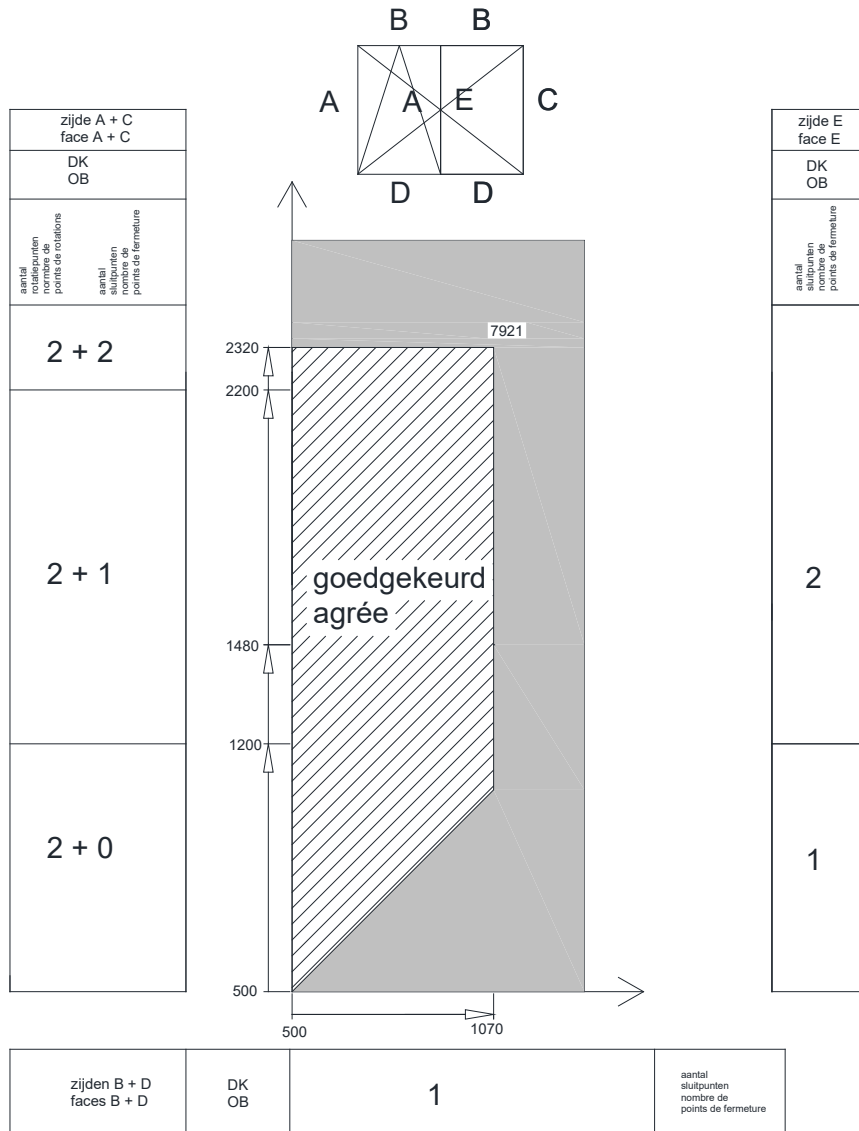 B B
A A E C
D D
zijde A + C
face A + C
DK
OB
aantal
rotatiepunten
normbre de
points de rotations
aantal
sluitpunten
nombre de
points de fermeture
2 + 2
2 + 1
2 + 0
zijde E
face E
DK
OB
aantal
sluitpunten
nombre de
points de fermeture
2
1
7921
2320
2200
1480
1200
500
goedgekeurd
agrée
500
1070
zijden B + D
faces B + D
DK
OB
1
aantal
sluitpunten
nombre de
points de fermeture